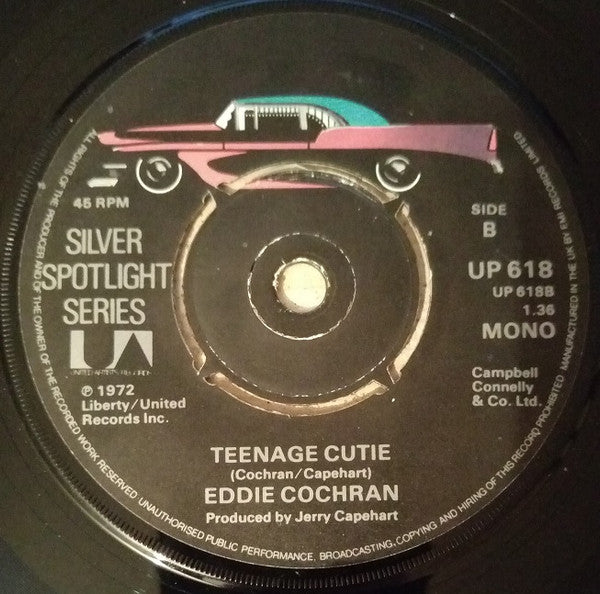 45 RPM
SILVER
SPOTLIGHT
SERIES
UA
UNITED ARTISTS RECORDS
℗ 1972
Liberty/United
Records Inc.
SIDE
B
UP 618
UP 618B
1.36
MONO
Campbell
Connelly
& Co. Ltd.
TEENAGE CUTIE
(Cochran/Capehart)
EDDIE COCHRAN
Produced by Jerry Capehart
ALL RIGHTS OF THE PRODUCER AND OF THE OWNER OF THE RECORDED WORK RESERVED. UNAUTHORISED PUBLIC PERFORMANCE, BROADCASTING, COPYING AND HIRING OF THIS RECORD PROHIBITED. MANUFACTURED IN THE UK BY EMI RECORDS LIMITED